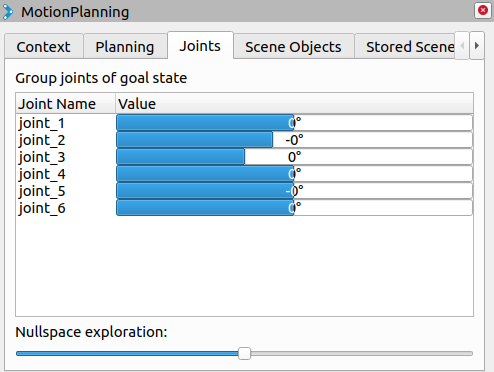 MotionPlanning
Context Planning Joints Scene Objects Stored Scene
Group joints of goal state
Joint Name Value
joint_1 0°
joint_2 -0°
joint_3 0°
joint_4 0°
joint_5 -0°
joint_6 0°
Nullspace exploration: